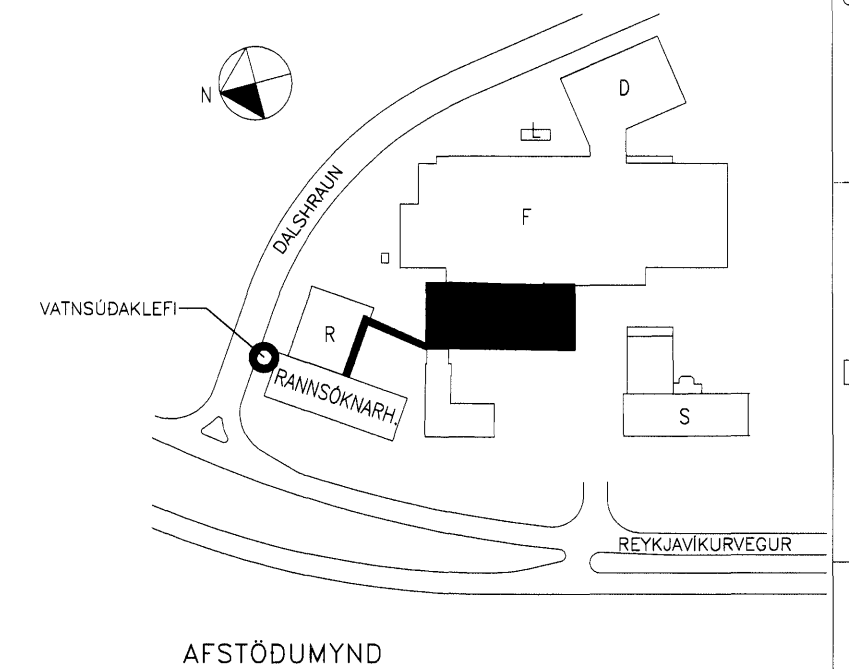 D
L
N
F
DALSHRAUN
VATNSÚÐAKLEFI
R
RANNSÓKNARH.
S
REYKJAVÍKURVEGUR
AFSTÖÐUMYND